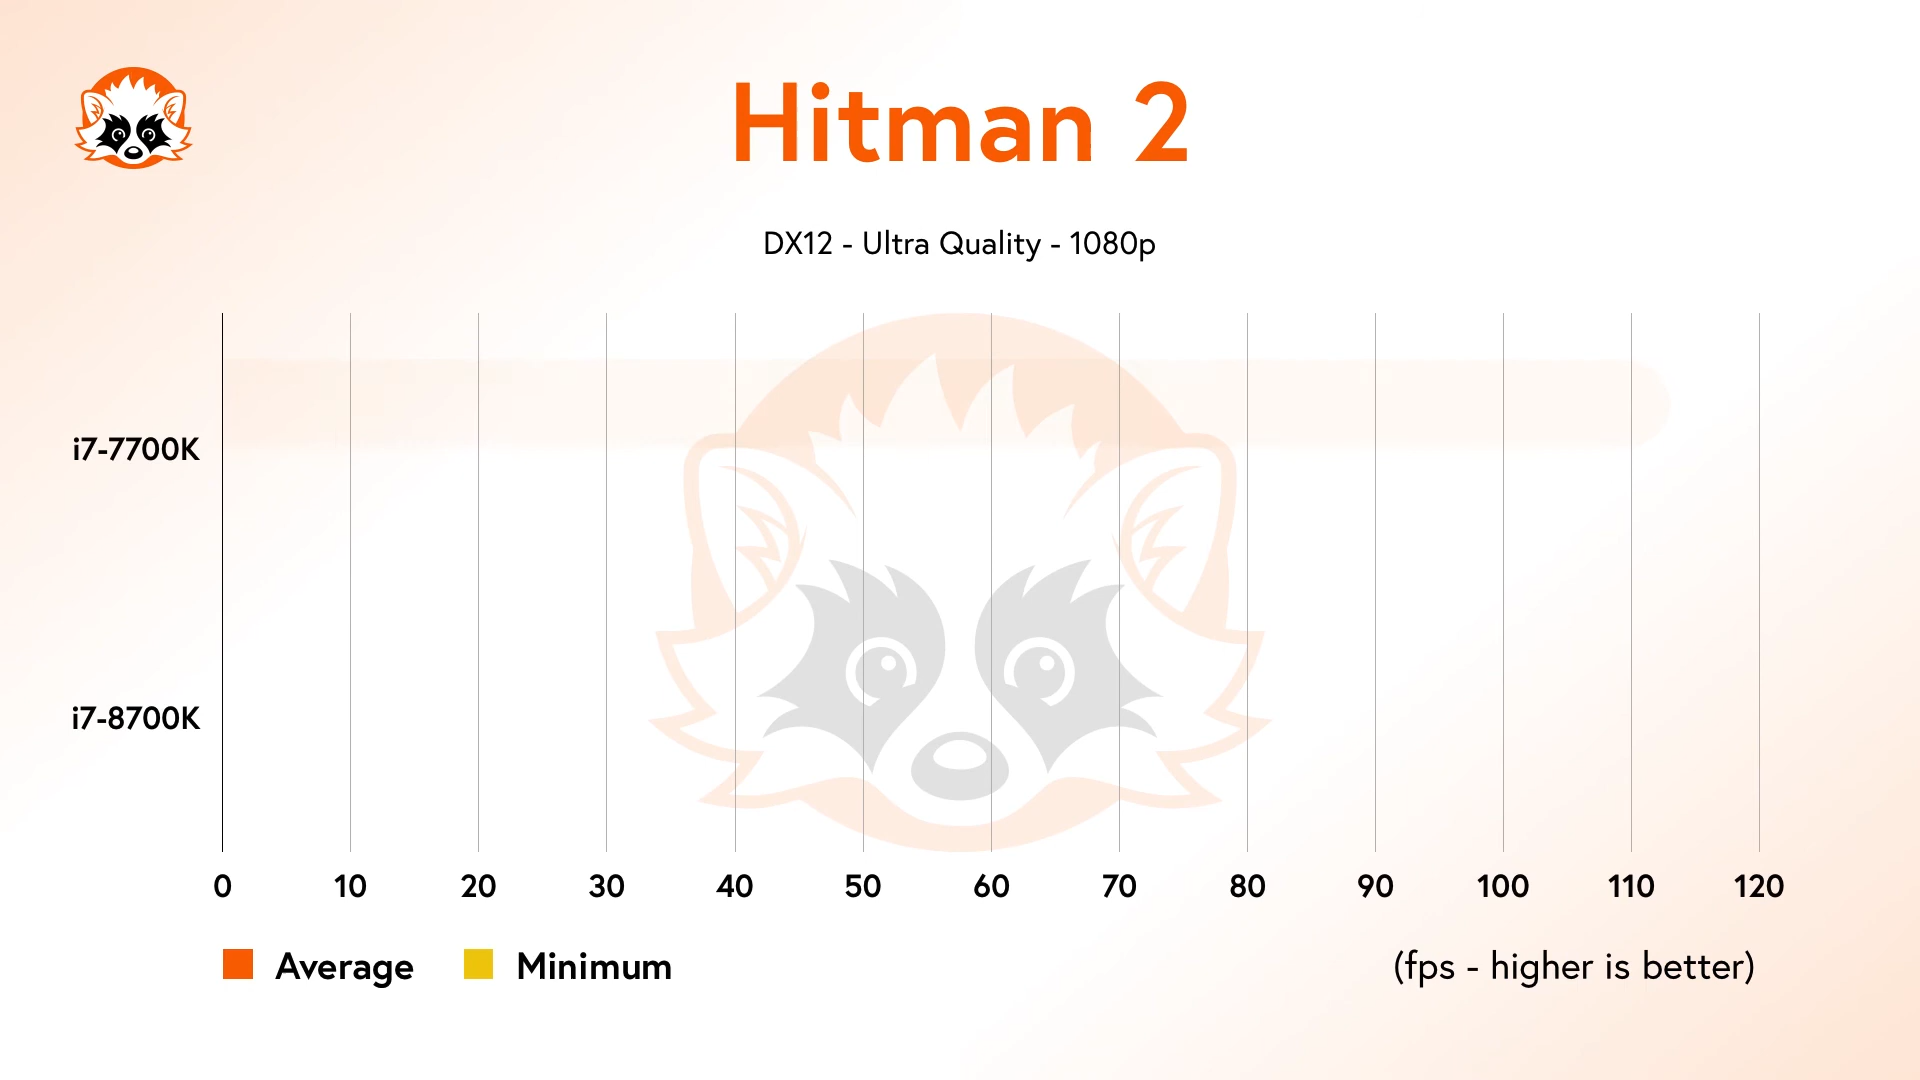 Hitman 2
DX12 - Ultra Quality - 1080p
i7-7700K
i7-8700K
0 10 20 30 40 50 60 70 80 90 100 110 120
Average Minimum (fps - higher is better)